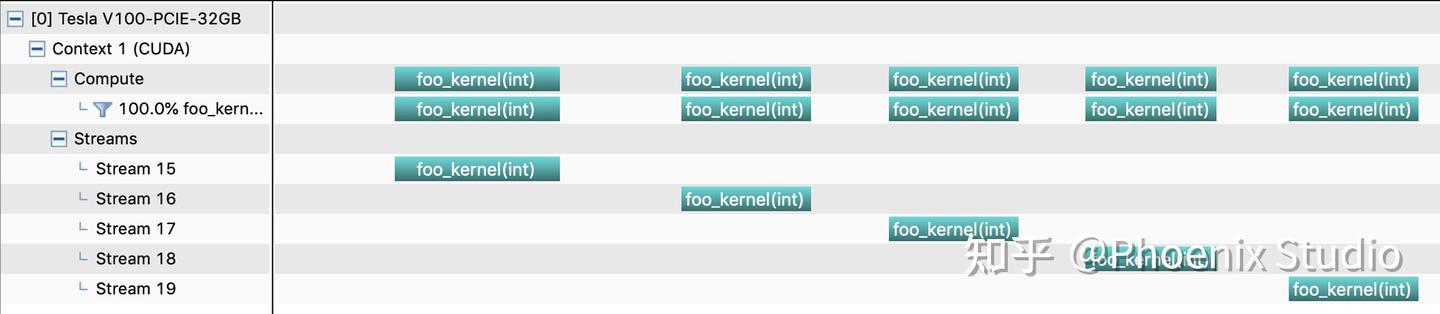 [0] Tesla V100-PCIE-32GB
Context 1 (CUDA)
Compute foo_kernel(int) foo_kernel(int) foo_kernel(int) foo_kernel(int) foo_kernel(int)
100.0% foo_kern... foo_kernel(int) foo_kernel(int) foo_kernel(int) foo_kernel(int) foo_kernel(int)
Streams
Stream 15 foo_kernel(int)
Stream 16 foo_kernel(int)
Stream 17 foo_kernel(int)
Stream 18 foo_kernel(int)
Stream 19 foo_kernel(int)
知乎 @Phoenix Studio